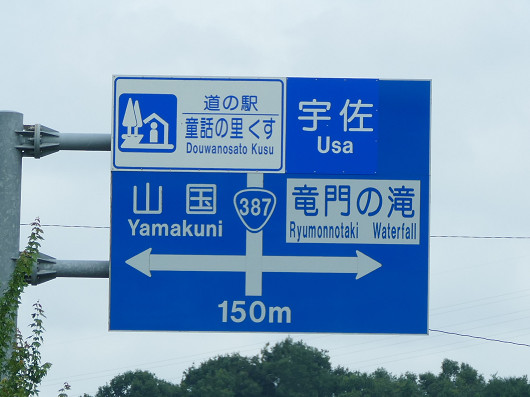 道の駅
童話の里くす
Douwanosato Kusu
宇佐
Usa
山国
Yamakuni
387
竜門の滝
Ryumonnotaki Waterfall
150m